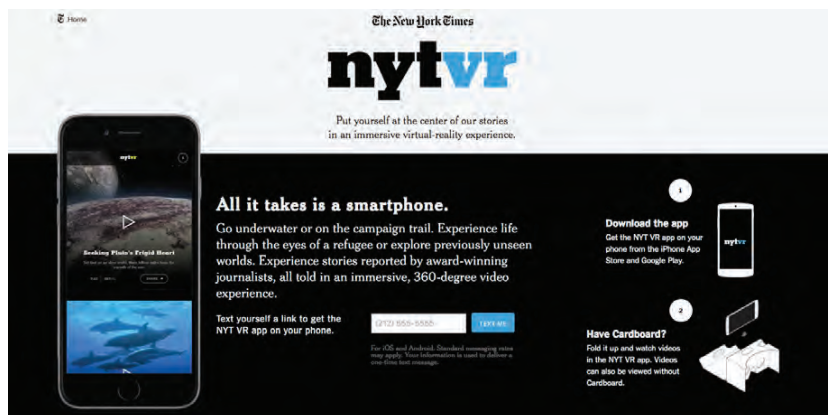 Home
The New York Times
nytvr
Put yourself at the center of our stories
in an immersive virtual-reality experience.
nytvr
Seeking Pluto's Frigid Heart
All it takes is a smartphone.
Go underwater or on the campaign trail. Experience life
through the eyes of a refugee or explore previously unseen
worlds. Experience stories reported by award-winning
journalists, all told in an immersive, 360-degree video
experience.
Text yourself a link to get the
NYT VR app on your phone.
(212) 555-5555
For iOS and Android. Standard messaging rates
may apply. Your information is used to deliver a
one-time text message.
1
Download the app
Get the NYT VR app on your
phone from the iPhone App
Store and Google Play.
nytvr
2
Have Cardboard?
Fold it up and watch videos
in the NYT VR app. Videos
can also be viewed without
Cardboard.